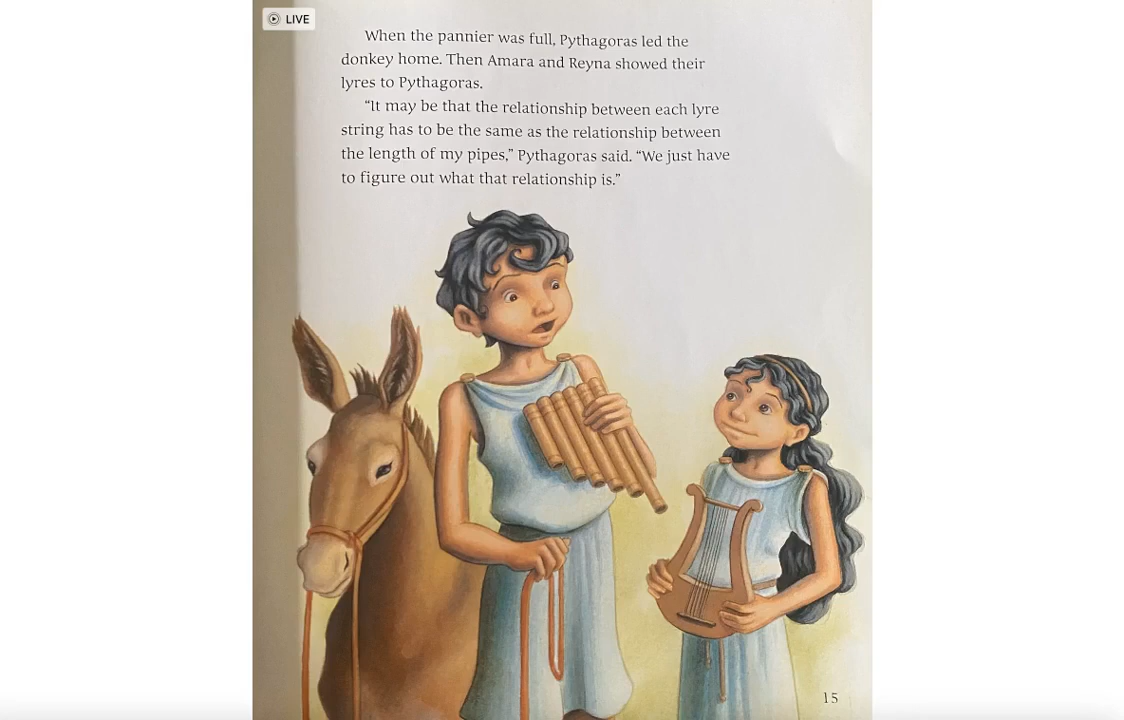 LIVE
When the pannier was full, Pythagoras led the
donkey home. Then Amara and Reyna showed their
lyres to Pythagoras.
“It may be that the relationship between each lyre
string has to be the same as the relationship between
the length of my pipes,” Pythagoras said. “We just have
to figure out what that relationship is.”
15